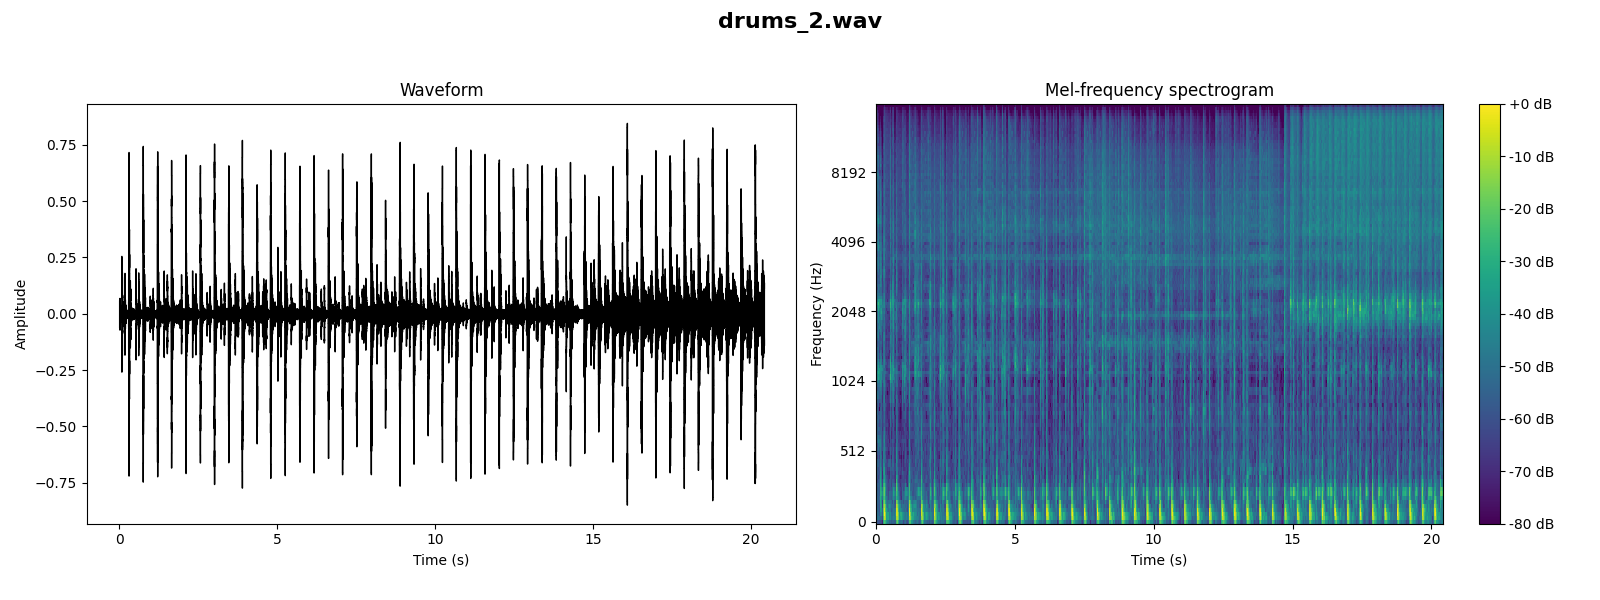 drums_2.wav
Waveform
Mel-frequency spectrogram
Amplitude
0.75
0.50
0.25
0.00
−0.25
−0.50
−0.75
0 5 10 15 20
Time (s)
Frequency (Hz)
8192
4096
2048
1024
512
0
0 5 10 15 20
Time (s)
+0 dB
-10 dB
-20 dB
-30 dB
-40 dB
-50 dB
-60 dB
-70 dB
-80 dB